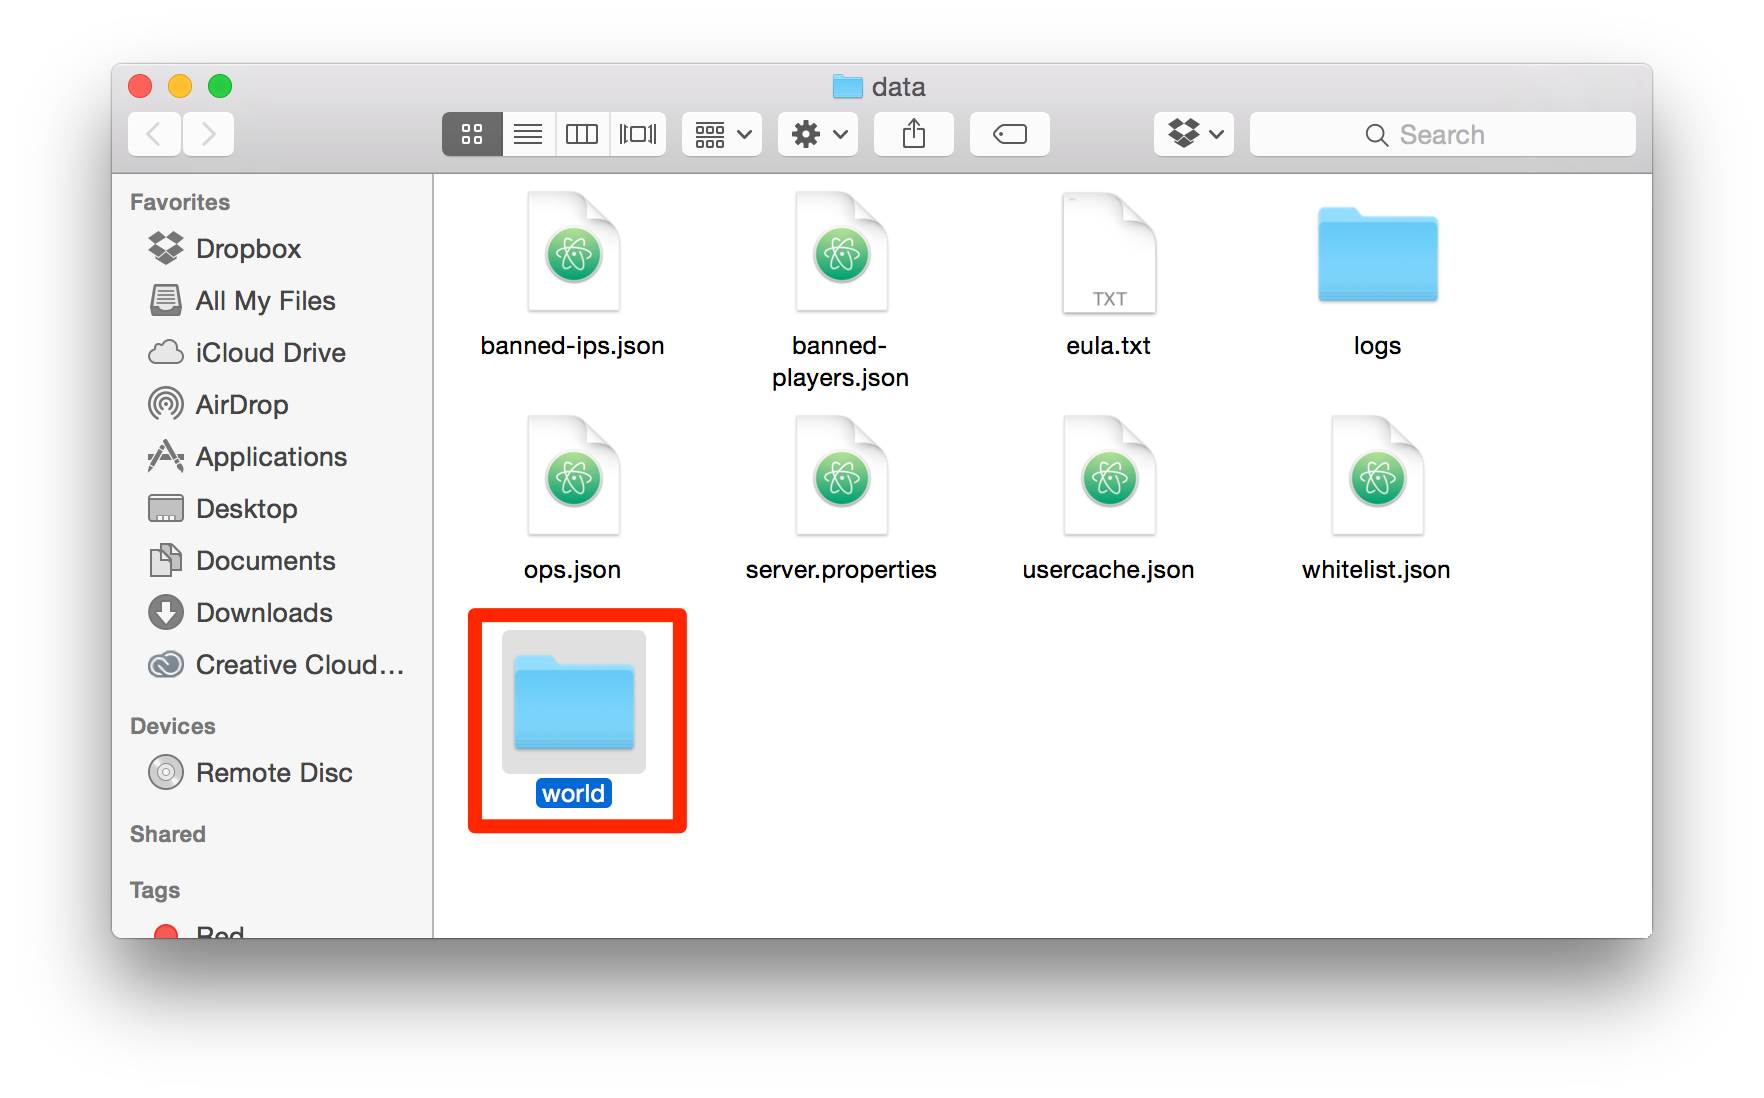 data
Search
Favorites
Dropbox
All My Files
iCloud Drive
AirDrop
Applications
Desktop
Documents
Downloads
Creative Cloud...
Devices
Remote Disc
Shared
Tags
Red
banned-ips.json
banned-
players.json
TXT
eula.txt
logs
ops.json
server.properties
usercache.json
whitelist.json
world